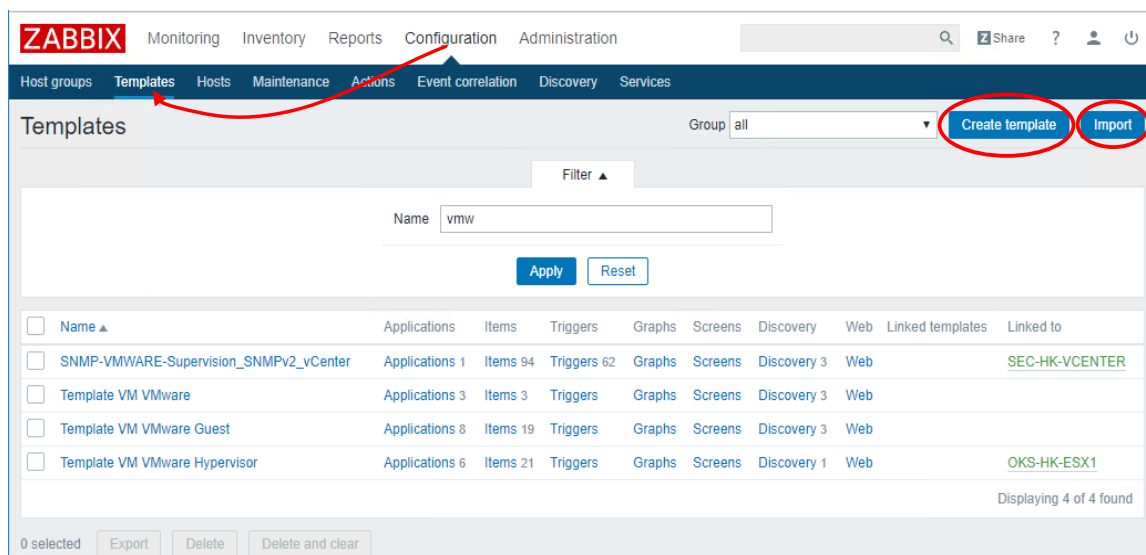 ZABBIX Monitoring Inventory Reports Configuration Administration Z Share ?
Host groups Templates Hosts Maintenance Actions Event correlation Discovery Services
Templates Group all Create template Import
Filter ▲
Name vmw
Apply Reset
Name ▲ Applications Items Triggers Graphs Screens Discovery Web Linked templates Linked to
SNMP-VMWARE-Supervision_SNMPv2_vCenter Applications 1 Items 94 Triggers 62 Graphs Screens Discovery 3 Web SEC-HK-VCENTER
Template VM VMware Applications 3 Items 3 Triggers Graphs Screens Discovery 3 Web
Template VM VMware Guest Applications 8 Items 19 Triggers Graphs Screens Discovery 3 Web
Template VM VMware Hypervisor Applications 6 Items 21 Triggers Graphs Screens Discovery 1 Web OKS-HK-ESX1
Displaying 4 of 4 found
0 selected Export Delete Delete and clear